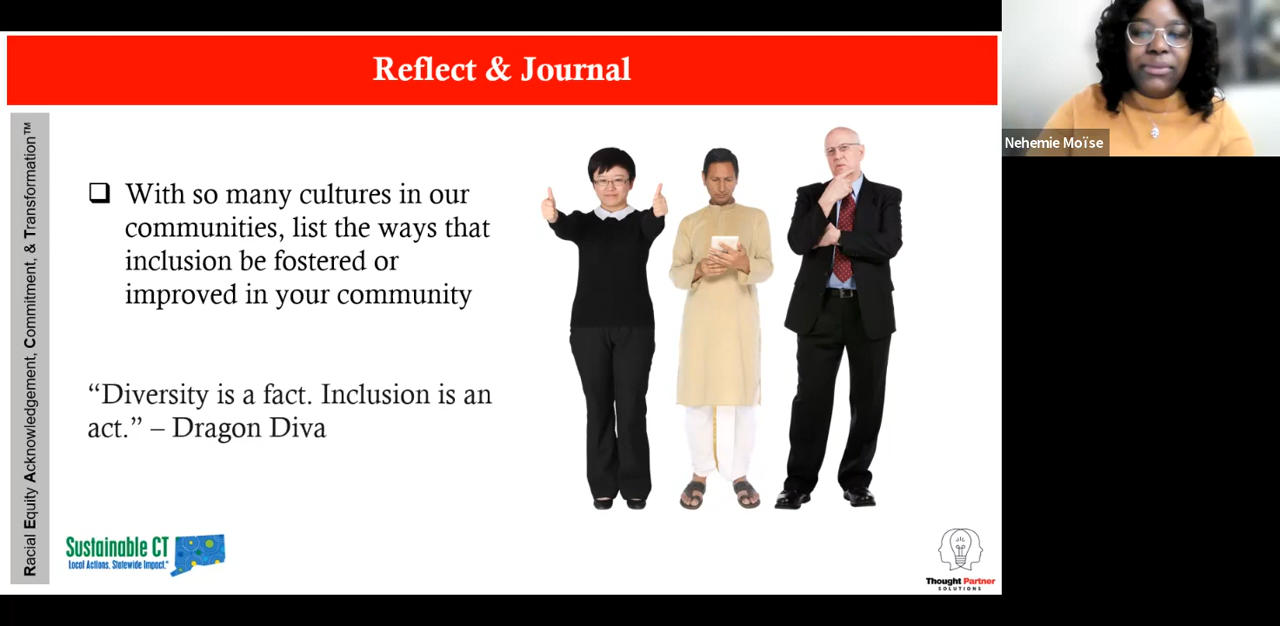 Reflect & Journal
Nehemie Moïse
Racial Equity Acknowledgement, Commitment, & Transformation™
❑ With so many cultures in our
communities, list the ways that
inclusion be fostered or
improved in your community
“Diversity is a fact. Inclusion is an
act.” – Dragon Diva
Sustainable CT
Local Actions. Statewide Impact.®
Thought Partner
SOLUTIONS